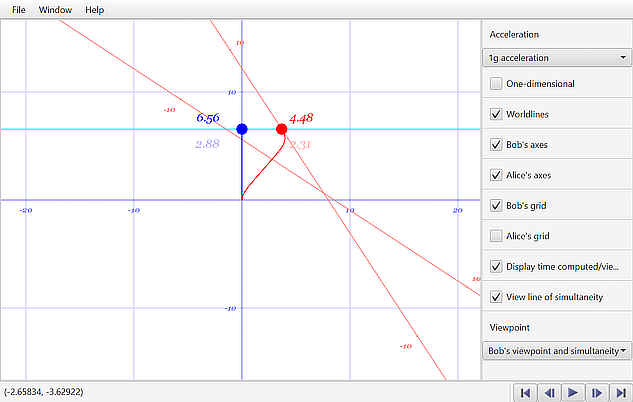 File Window Help
Acceleration
1g acceleration
One-dimensional
Worldlines
Bob's axes
Alice's axes
Bob's grid
Alice's grid
Display time computed/vie...
View line of simultaneity
Viewpoint
Bob's viewpoint and simultaneity
10
10
-10
6.56
4.48
2.88
2.31
-20
-10
10
20
10
-10
-10
(-2.65834, -3.62922)